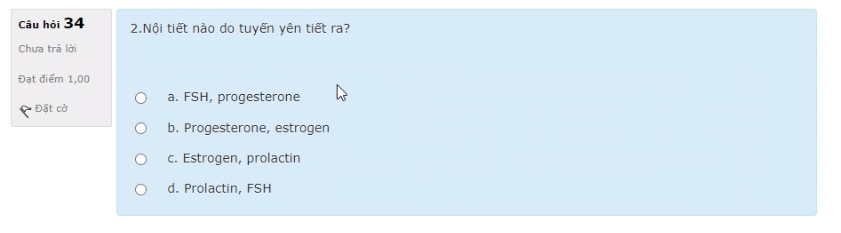 Câu hỏi 34
Chưa trả lời
Đạt điểm 1,00
Đặt cờ
2.Nội tiết nào do tuyến yên tiết ra?
a. FSH, progesterone
b. Progesterone, estrogen
c. Estrogen, prolactin
d. Prolactin, FSH